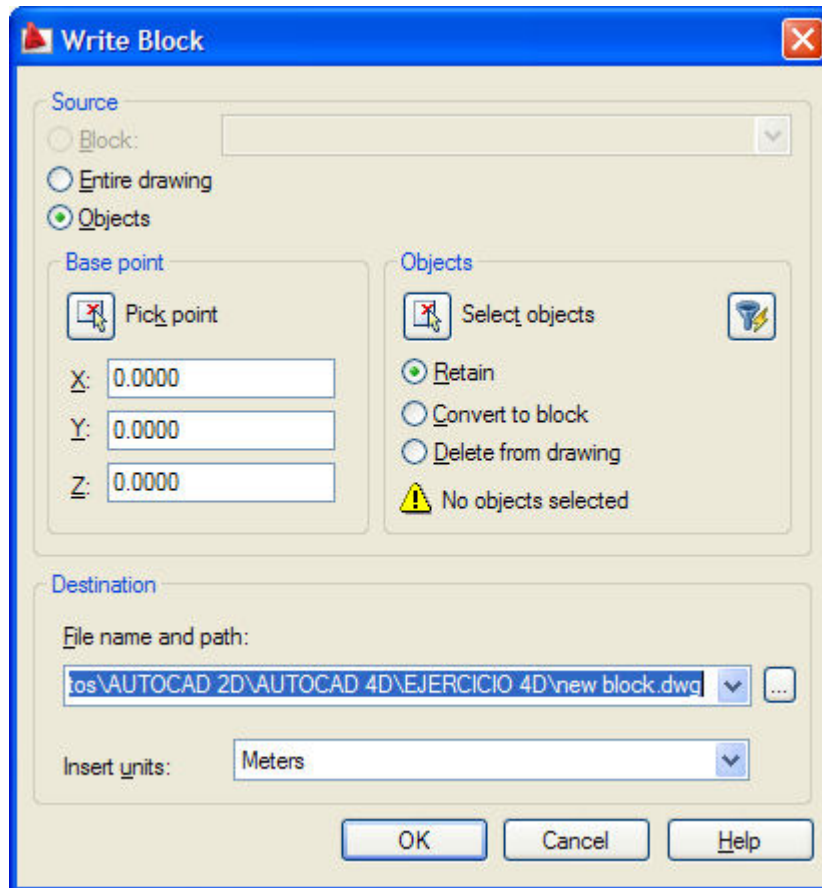 Write Block
Source
Block:
Entire drawing
Objects
Base point
Pick point
X: 0.0000
Y: 0.0000
Z: 0.0000
Objects
Select objects
Retain
Convert to block
Delete from drawing
No objects selected
Destination
File name and path:
tos\AUTOCAD 2D\AUTOCAD 4D\EJERCICIO 4D\new block.dwg
...
Insert units: Meters
OK Cancel Help